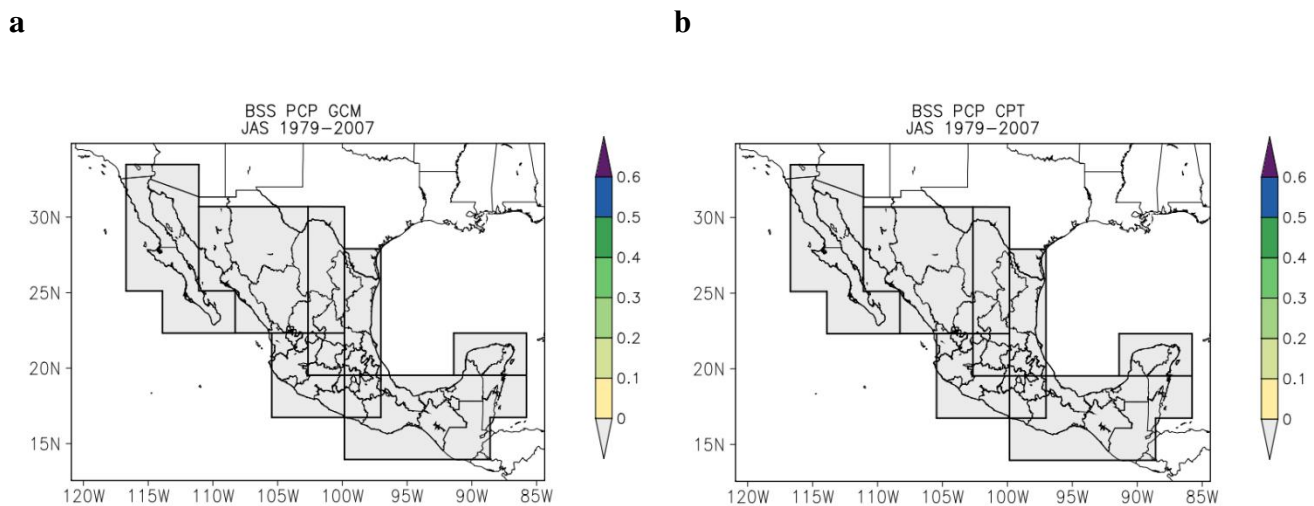 a
b
BSS PCP GCM
JAS 1979-2007
30N
25N
20N
15N
120W 115W 110W 105W 100W 95W 90W 85W
0.6
0.5
0.4
0.3
0.2
0.1
0
BSS PCP CPT
JAS 1979-2007
30N
25N
20N
15N
120W 115W 110W 105W 100W 95W 90W 85W
0.6
0.5
0.4
0.3
0.2
0.1
0